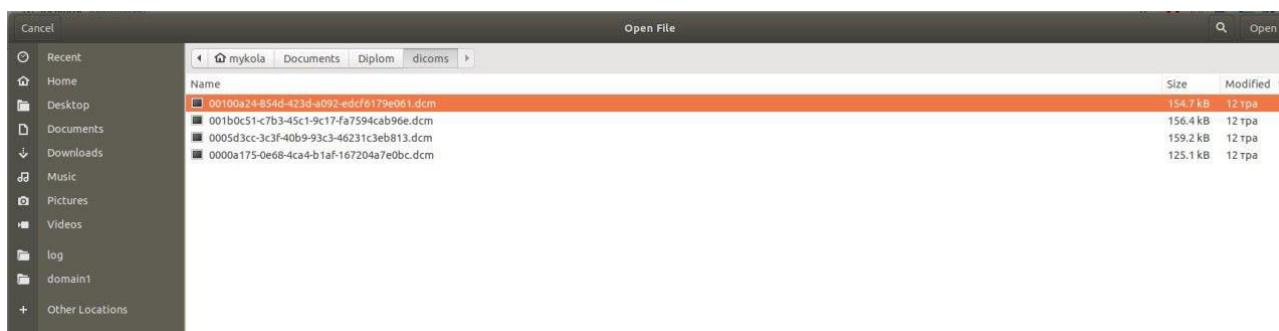 Cancel Open File Open
Recent
Home
Desktop
Documents
Downloads
Music
Pictures
Videos
log
domain1
Other Locations
mykola Documents Diplom dicoms
Name Size Modified
00100a24-854d-423d-a092-edcf6179e061.dcm 154.7 kB 12 тра
001b0c51-c7b3-45c1-9c17-fa7594cab96e.dcm 156.4 kB 12 тра
0005d3cc-3c3f-40b9-93c3-46231c3eb813.dcm 159.2 kB 12 тра
0000a175-0e68-4ca4-b1af-167204a7e0bc.dcm 125.1 kB 12 тра